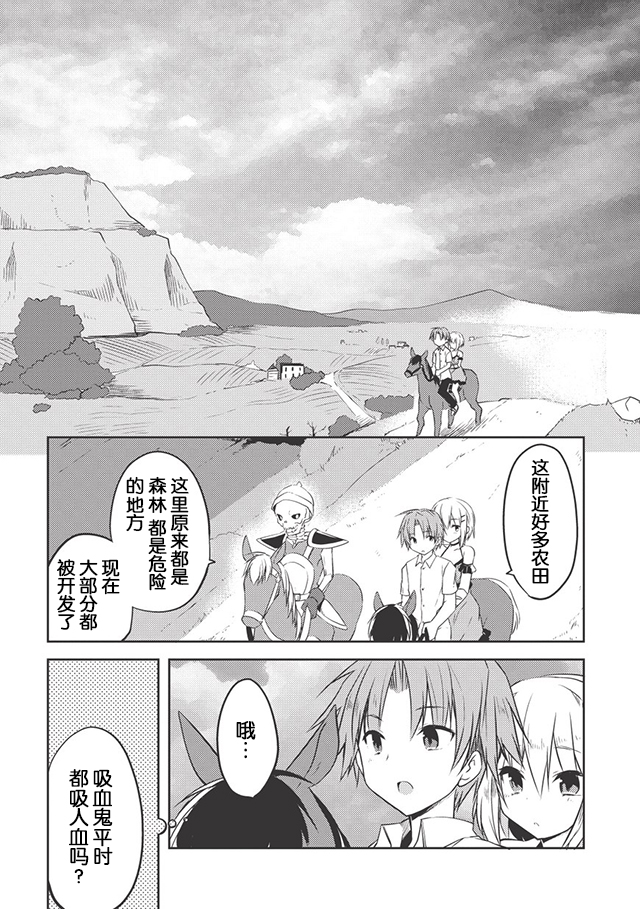 这附近好多农田
这里原来都是
森林 都是危险
的地方
现在
大部分都
被开发了
哦…
吸血鬼平时
都吸人血吗？